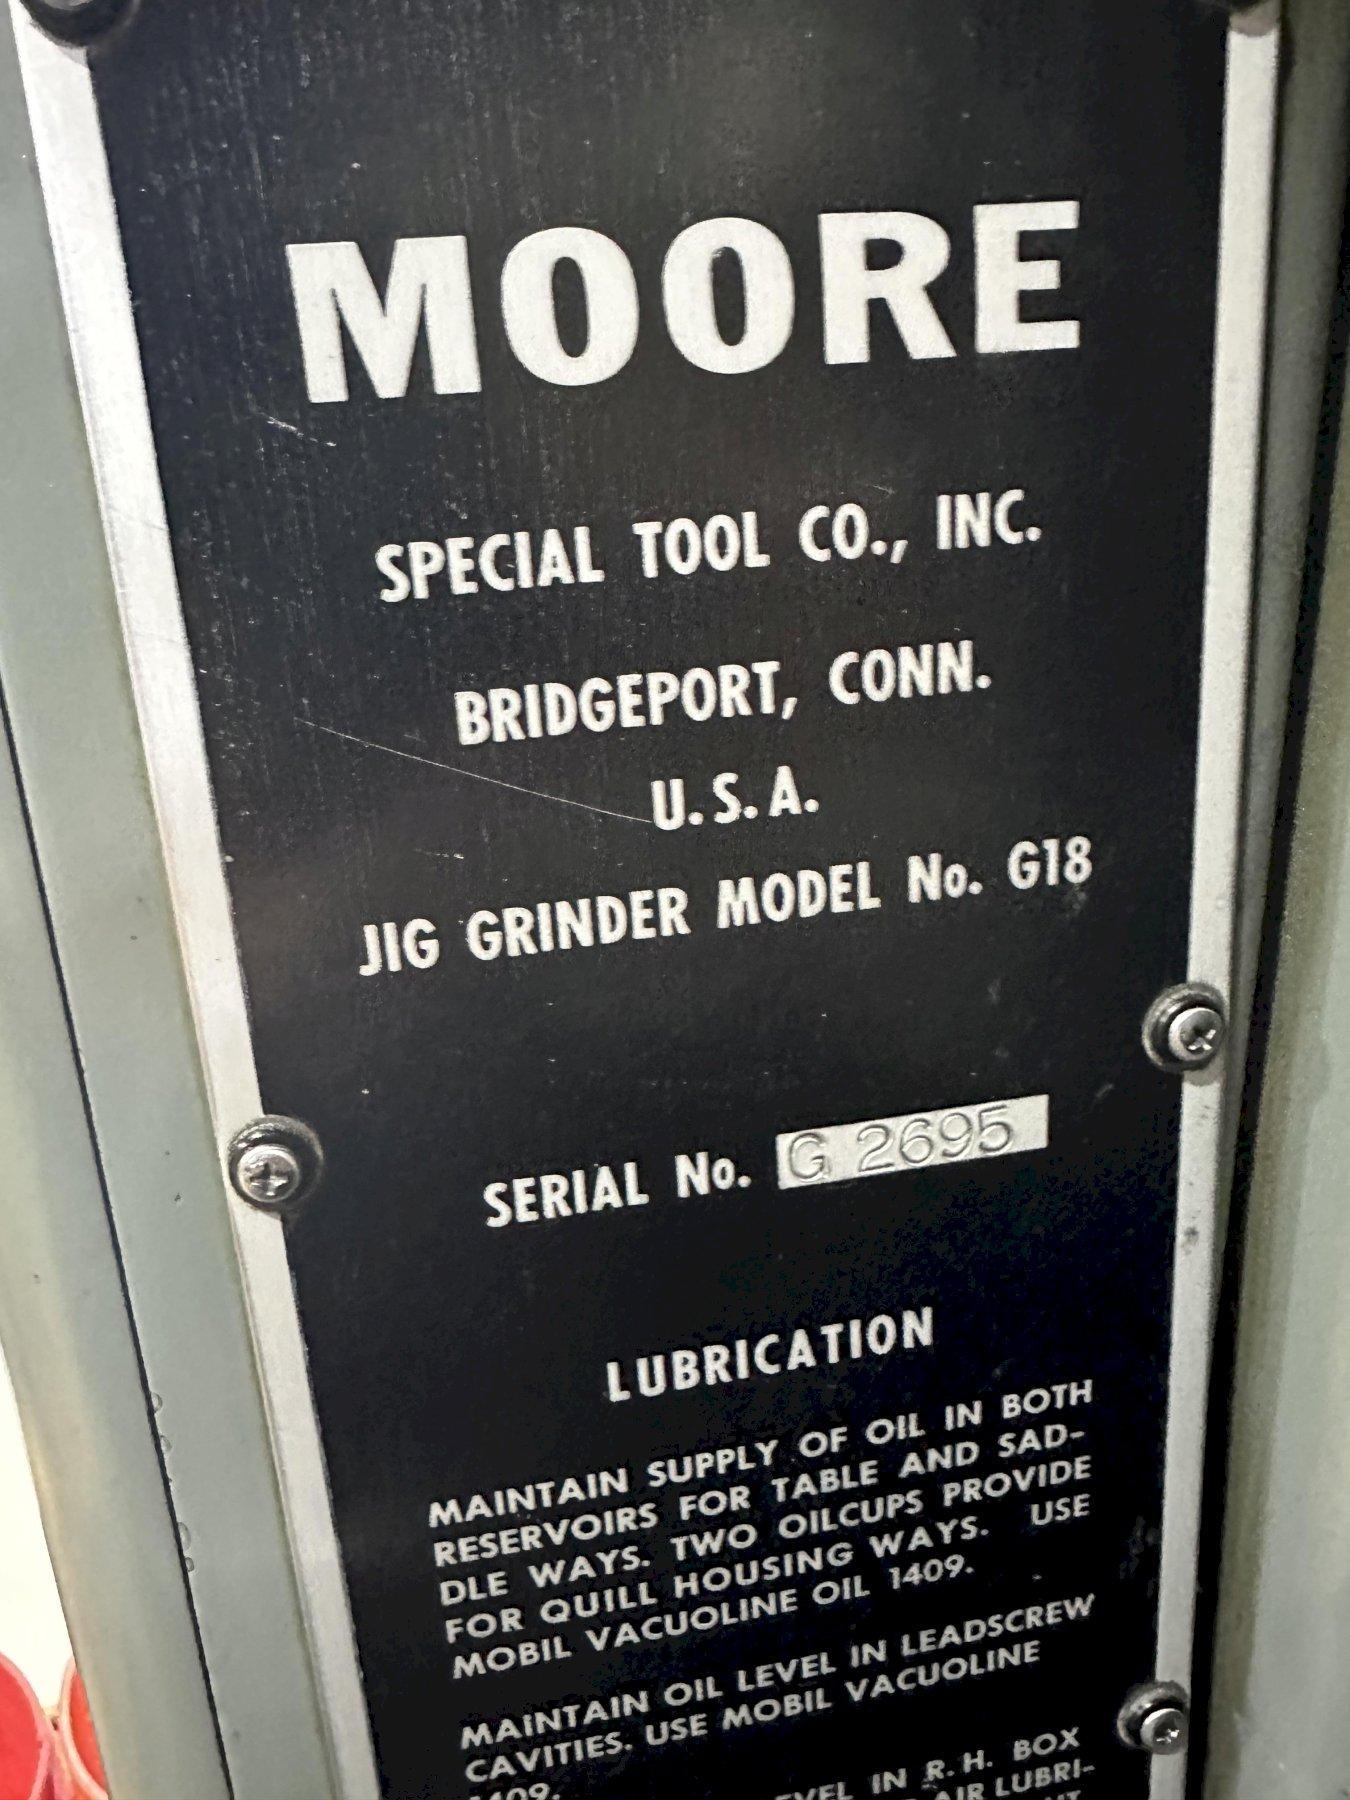 MOORE
SPECIAL TOOL CO., INC.
BRIDGEPORT, CONN.
U.S.A.
JIG GRINDER MODEL No. G18
SERIAL No. G 2695
LUBRICATION
MAINTAIN SUPPLY OF OIL IN BOTH
RESERVOIRS FOR TABLE AND SAD-
DLE WAYS. TWO OILCUPS PROVIDE
FOR QUILL HOUSING WAYS. USE
MOBIL VACUOLINE OIL 1409.
MAINTAIN OIL LEVEL IN LEADSCREW
CAVITIES. USE MOBIL VACUOLINE
1409.
IN R.H. BOX
AIR LUBRI-